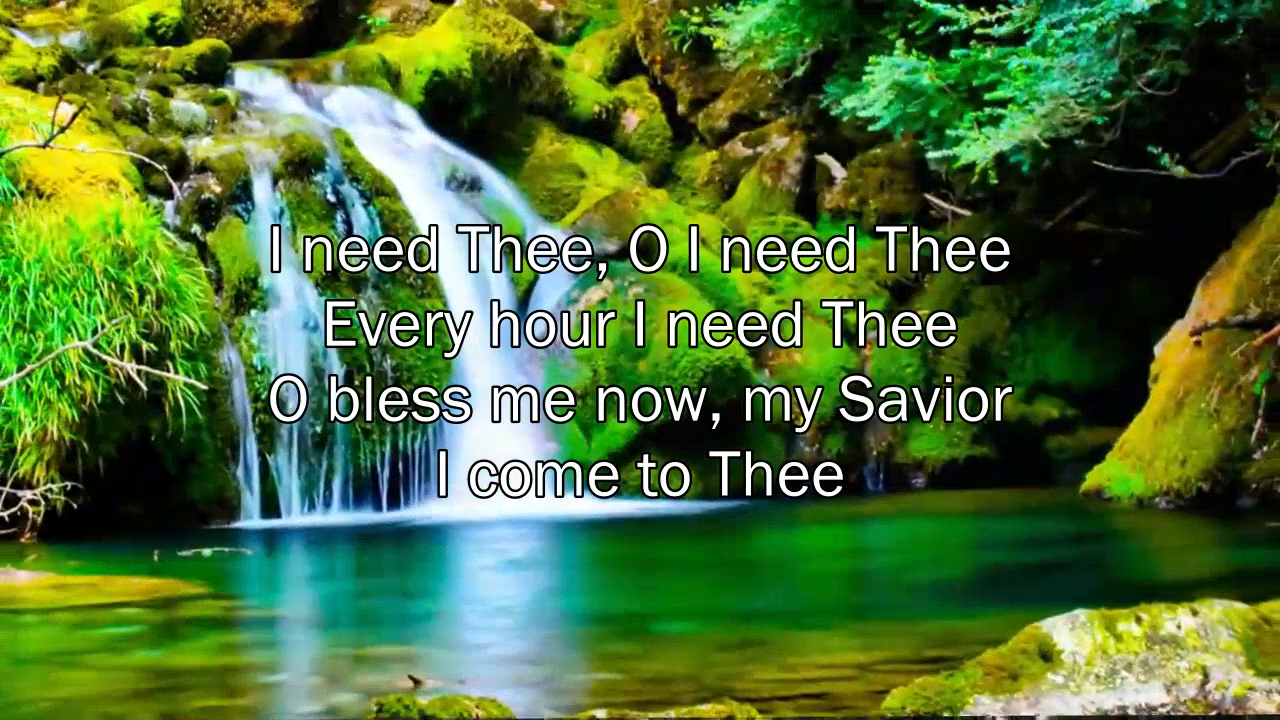 I need Thee, O I need Thee
Every hour I need Thee
O bless me now, my Savior
I come to Thee